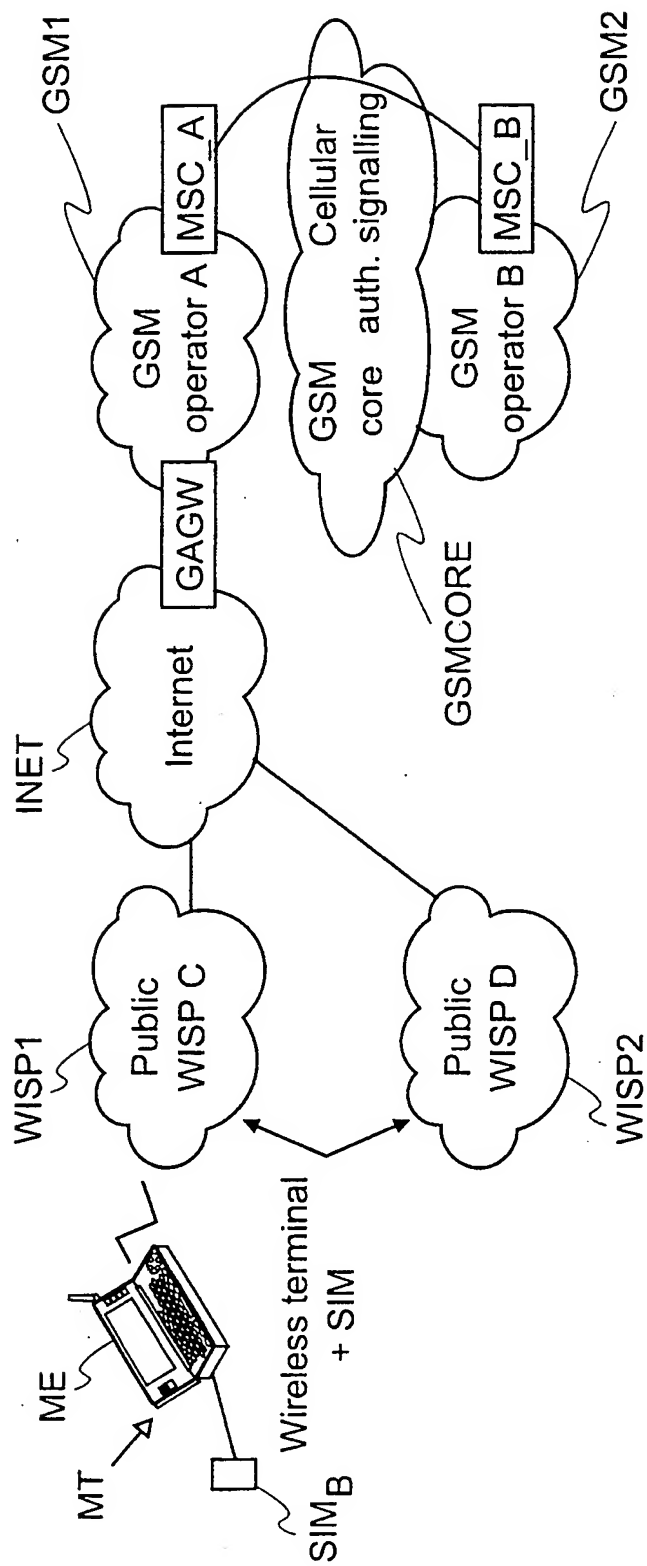 MT
ME
SIM_B
Wireless terminal
+ SIM
WISP1
Public
WISP C
Public
WISP D
WISP2
INET
Internet
GAGW
GSM
operator A
MSC_A
GSM1
GSM
core
Cellular
auth. signalling
GSMCORE
GSM
operator B
MSC_B
GSM2